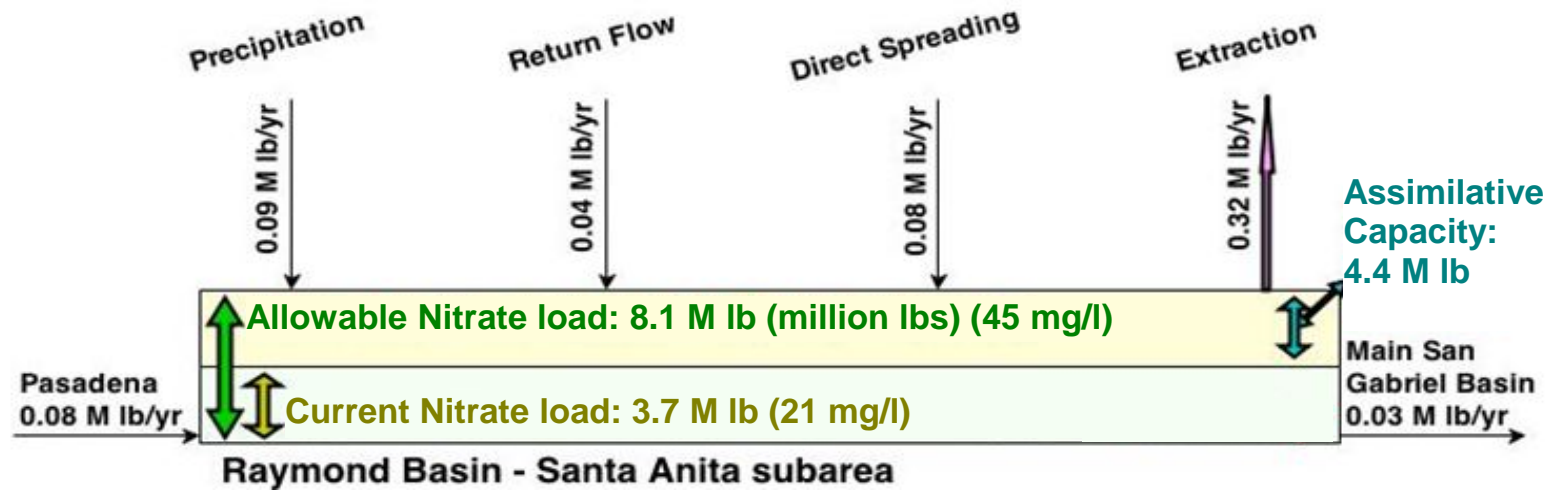 Precipitation
Return Flow
Direct Spreading
Extraction
0.09 M lb/yr
0.04 M lb/yr
0.08 M lb/yr
0.32 M lb/yr
Assimilative
Capacity:
4.4 M lb
Allowable Nitrate load: 8.1 M lb (million lbs) (45 mg/l)
Pasadena
0.08 M lb/yr
Current Nitrate load: 3.7 M lb (21 mg/l)
Main San
Gabriel Basin
0.03 M lb/yr
Raymond Basin - Santa Anita subarea